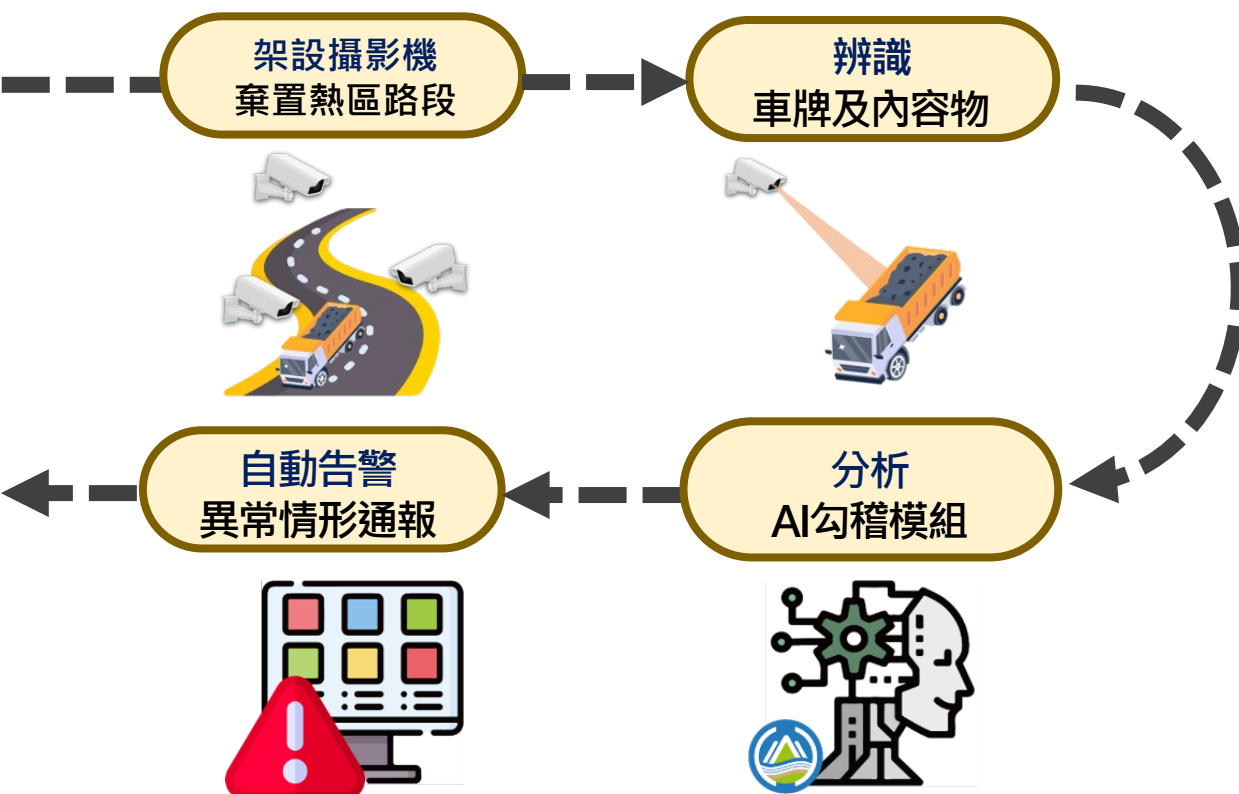 架設攝影機
棄置熱區路段
辨識
車牌及內容物
分析
AI勾稽模組
自動告警
異常情形通報